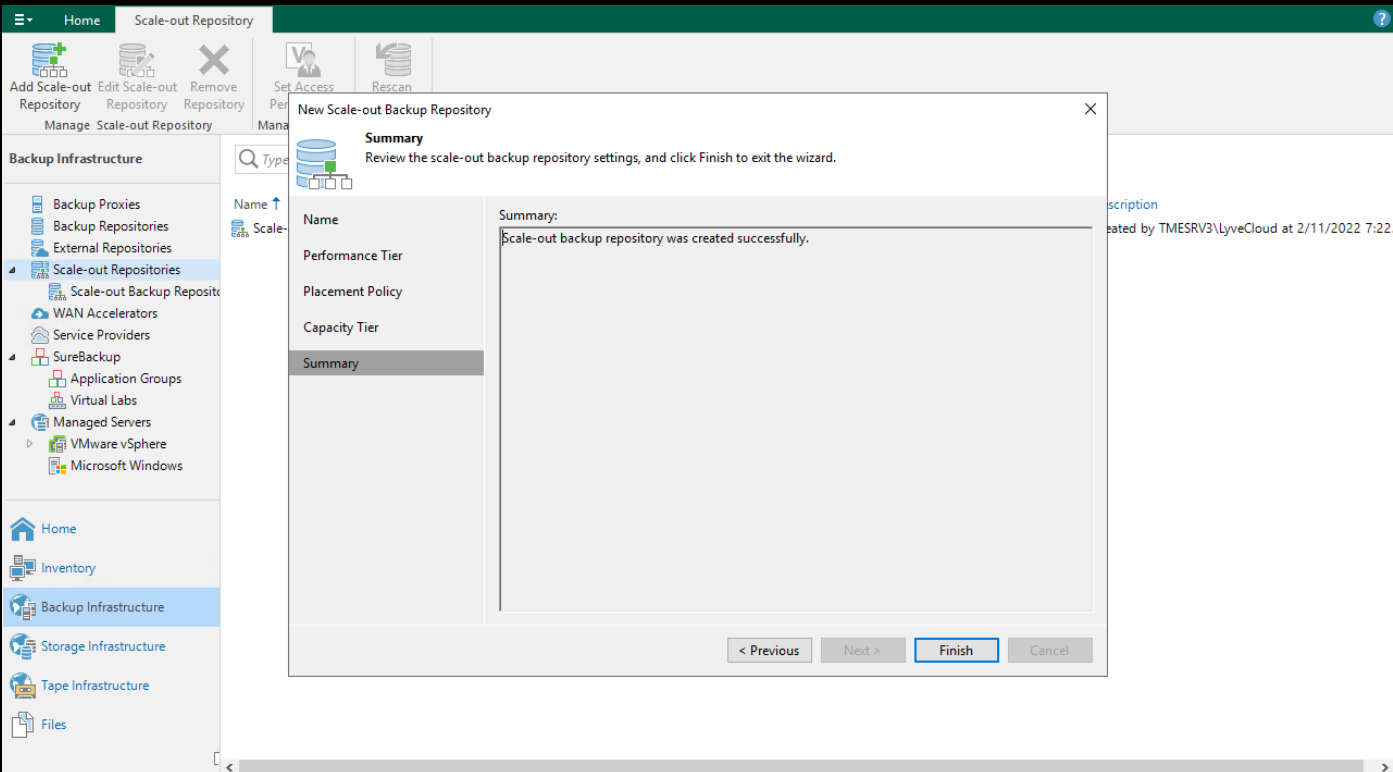 Home
Scale-out Repository
?
Add Scale-out
Repository
Edit Scale-out
Repository
Remove
Repository
Set Access
Per
Rescan
Manage Scale-out Repository
Mana
Backup Infrastructure
Backup Proxies
Backup Repositories
External Repositories
Scale-out Repositories
Scale-out Backup Reposito
WAN Accelerators
Service Providers
SureBackup
Application Groups
Virtual Labs
Managed Servers
VMware vSphere
Microsoft Windows
Home
Inventory
Backup Infrastructure
Storage Infrastructure
Tape Infrastructure
Files
Type
Name
Scale-
scription
eated by TMESRV3\LyveCloud at 2/11/2022 7:22
New Scale-out Backup Repository
Summary
Review the scale-out backup repository settings, and click Finish to exit the wizard.
Name
Performance Tier
Placement Policy
Capacity Tier
Summary
Summary:
Scale-out backup repository was created successfully.
< Previous
Next >
Finish
Cancel